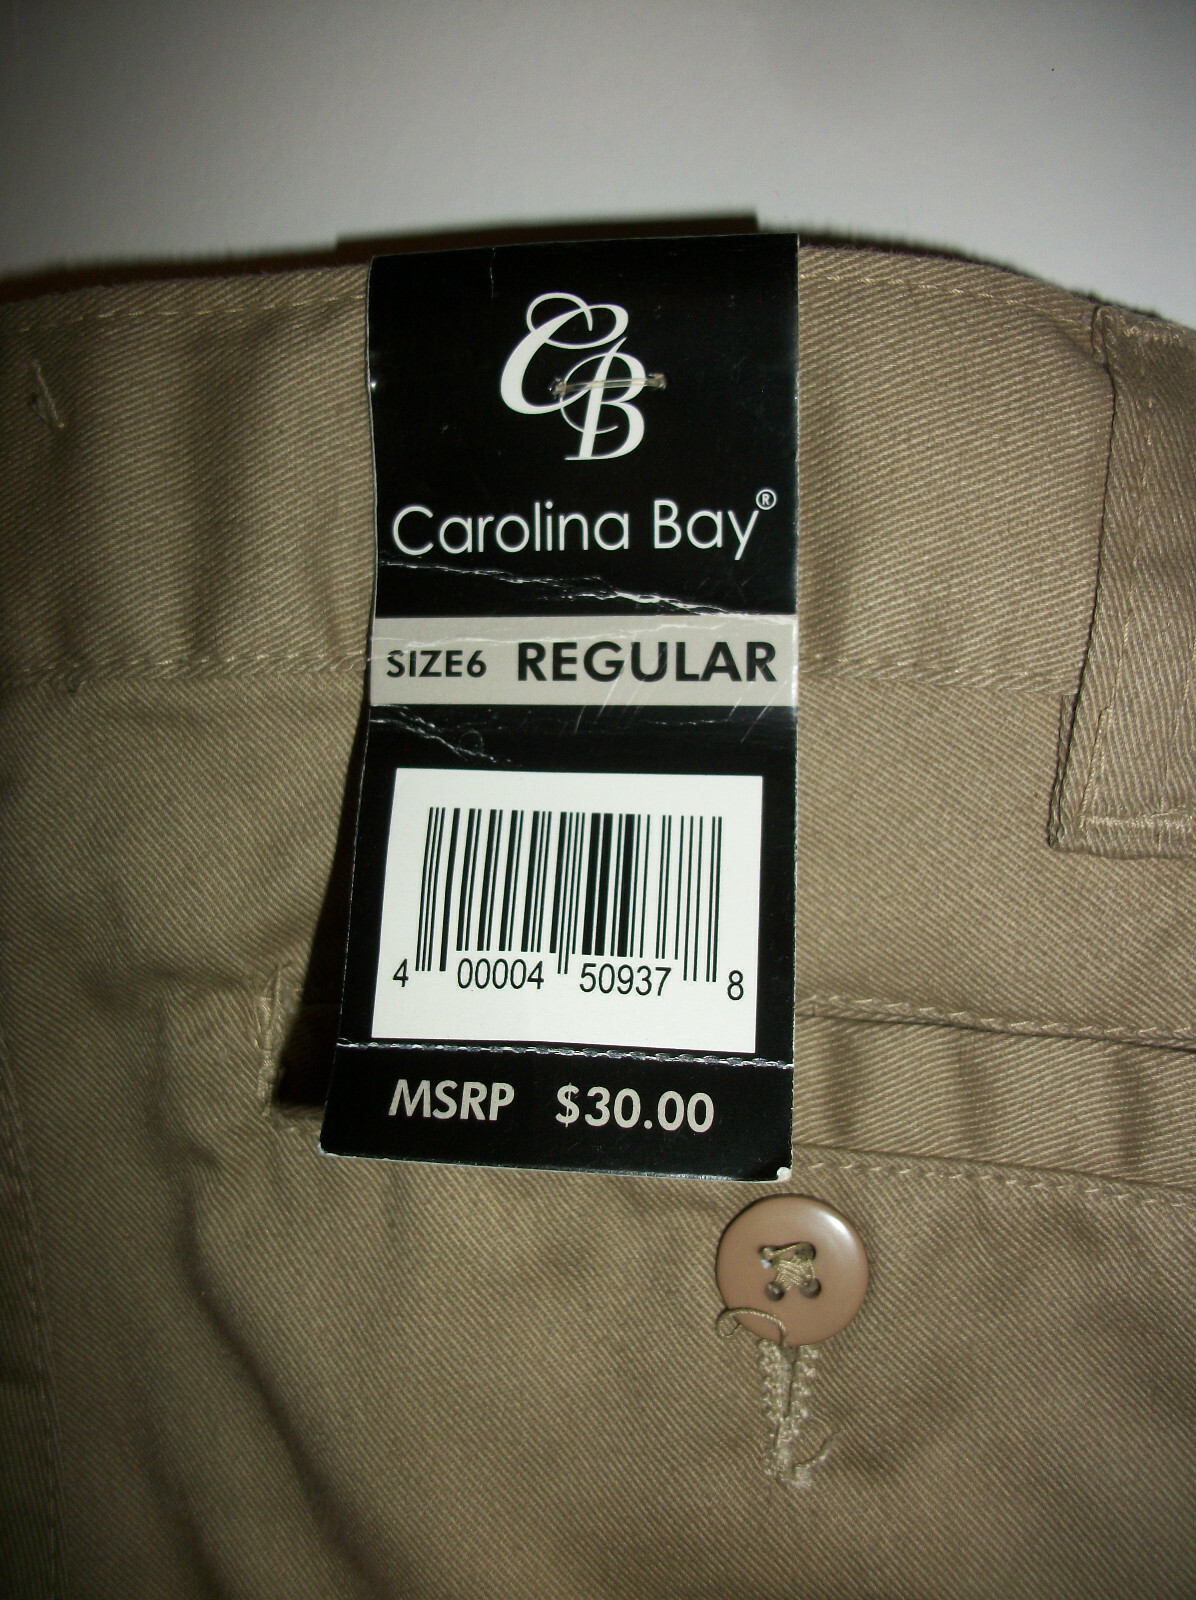 CB
Carolina Bay®
SIZE6 REGULAR
4 00004 50937 8
MSRP $30.00